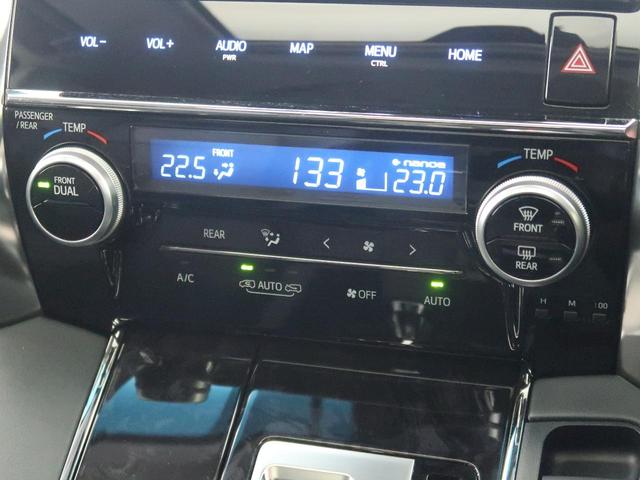 VOL− VOL+ AUDIO MAP MENU HOME
PWR CTRL
PASSENGER
/REAR TEMP
TEMP
FRONT
22.5 133 23.0
nanoe
FRONT
DUAL
FRONT
REAR
REAR
A/C AUTO OFF AUTO
H M :00